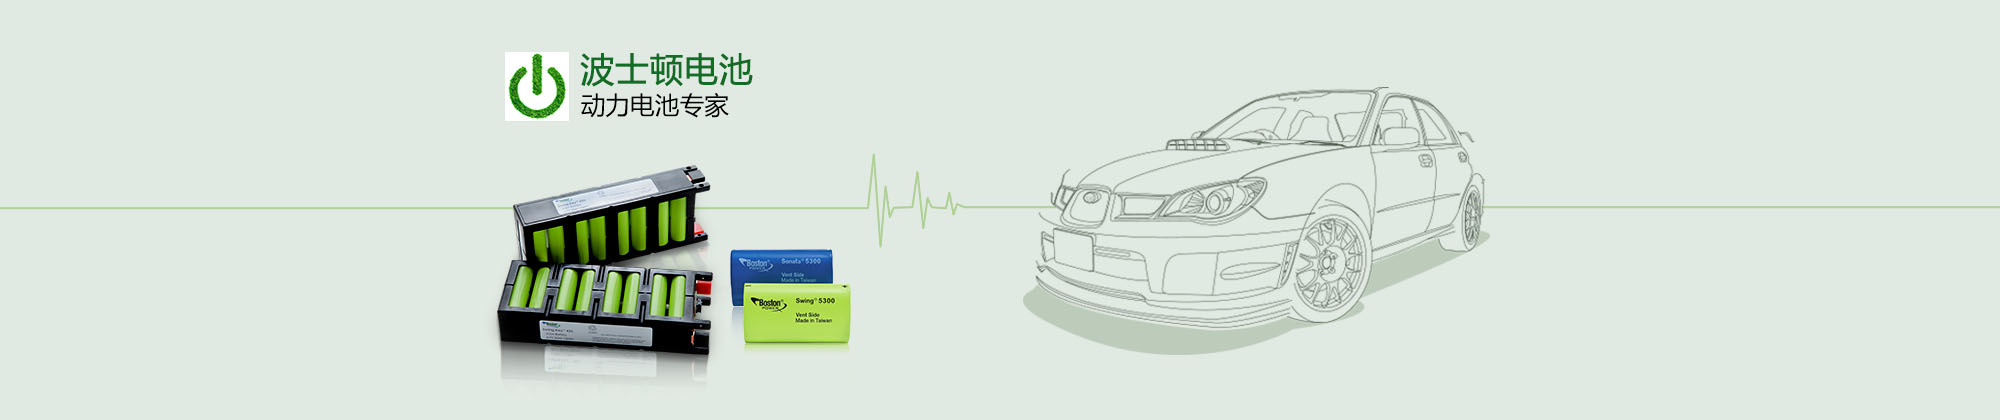 波士顿电池
动力电池专家
Boston®
POWER
Sonata® 5300
Vent Side
Made in Taiwan
Boston®
POWER
Swing® 5300
Vent Side
Made in Taiwan